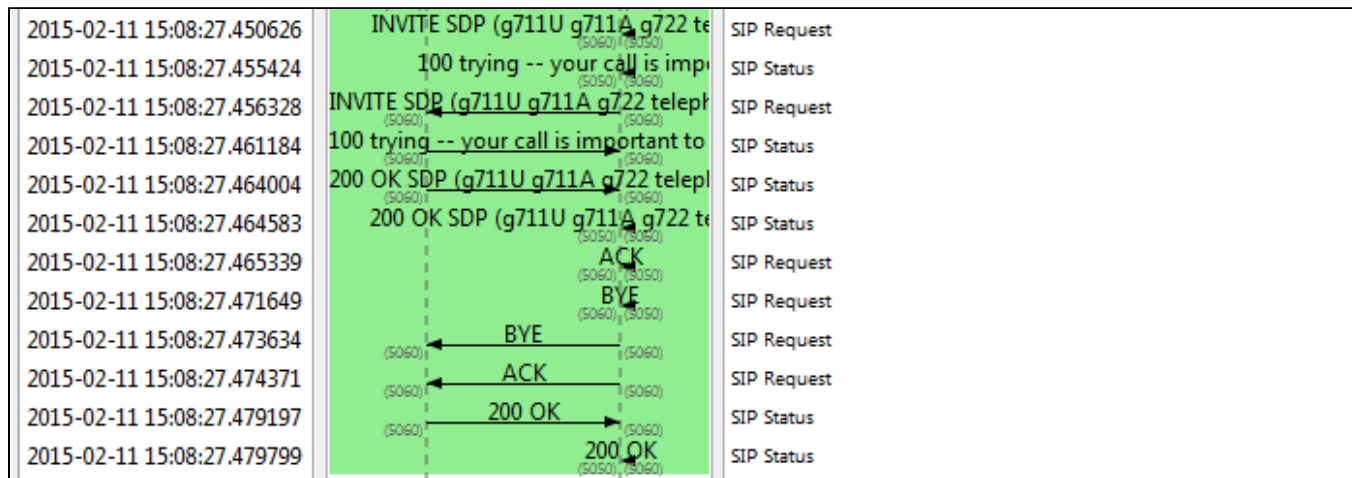 2015-02-11 15:08:27.450626 INVITE SDP (g711U g711A g722 te SIP Request
(5060) (5050)
2015-02-11 15:08:27.455424 100 trying -- your call is impo SIP Status
(5050) (5060)
2015-02-11 15:08:27.456328 INVITE SDP (g711U g711A g722 teleph SIP Request
(5060) (5060)
2015-02-11 15:08:27.461184 100 trying -- your call is important to SIP Status
(5060) (5060)
2015-02-11 15:08:27.464004 200 OK SDP (g711U g711A g722 telepl SIP Status
(5060) (5060)
2015-02-11 15:08:27.464583 200 OK SDP (g711U g711A g722 te SIP Status
(5050) (5060)
2015-02-11 15:08:27.465339 ACK SIP Request
(5060) (5050)
2015-02-11 15:08:27.471649 BYE SIP Request
(5060) (5050)
2015-02-11 15:08:27.473634 BYE SIP Request
(5060) (5060)
2015-02-11 15:08:27.474371 ACK SIP Request
(5060) (5060)
2015-02-11 15:08:27.479197 200 OK SIP Status
(5060) (5060)
2015-02-11 15:08:27.479799 200 OK SIP Status
(5050) (5060)